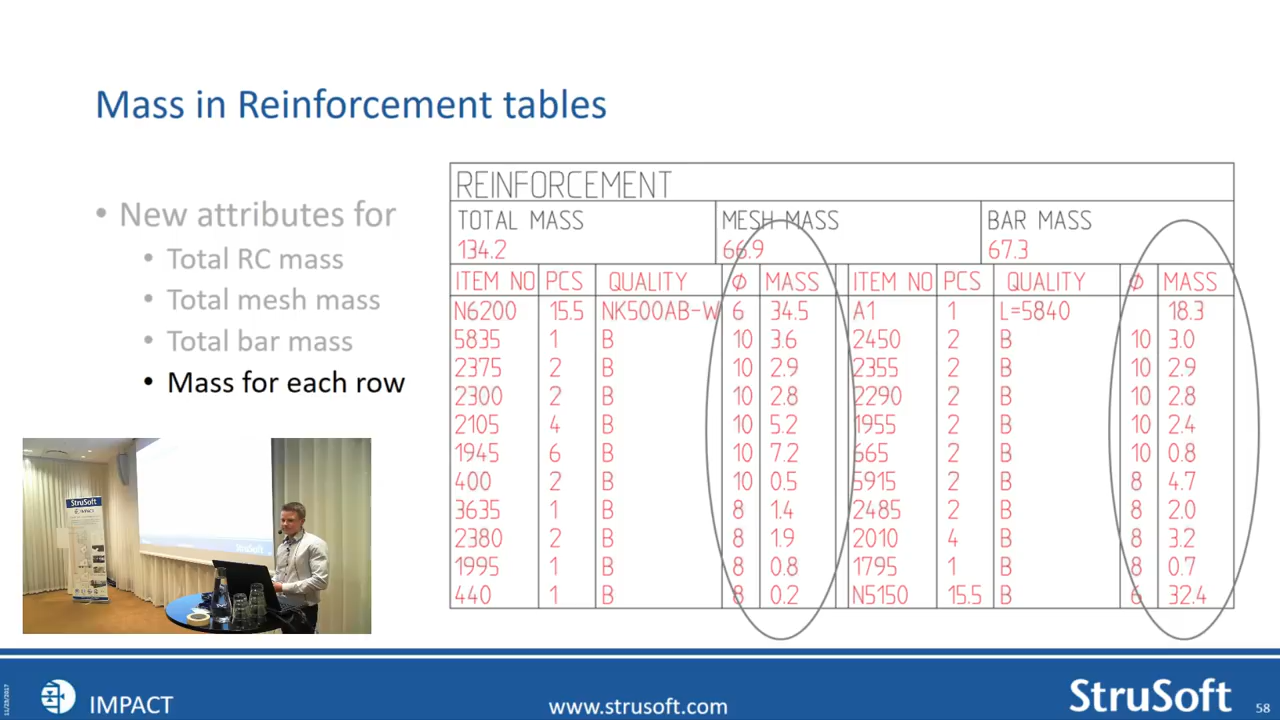 Mass in Reinforcement tables
• New attributes for
• Total RC mass
• Total mesh mass
• Total bar mass
• Mass for each row
REINFORCEMENT
TOTAL MASS MESH MASS BAR MASS
134.2 66.9 67.3
ITEM NO PCS QUALITY Ø MASS ITEM NO PCS QUALITY Ø MASS
N6200 15.5 NK500AB-W 6 34.5 A1 1 L=5840 18.3
5835 1 B 10 3.6 2450 2 B 10 3.0
2375 2 B 10 2.9 2355 2 B 10 2.9
2300 2 B 10 2.8 2290 2 B 10 2.8
2105 4 B 10 5.2 1955 2 B 10 2.4
1945 6 B 10 7.2 665 2 B 10 0.8
400 2 B 10 0.5 5915 2 B 8 4.7
3635 1 B 8 1.4 2485 2 B 8 2.0
2380 2 B 8 1.9 2010 4 B 8 3.2
1995 1 B 8 0.8 1795 1 B 8 0.7
440 1 B 8 0.2 N5150 15.5 B 6 32.4
StruSoft
IMPACT
StruSoft
11/23/2017
IMPACT
www.strusoft.com
StruSoft
58